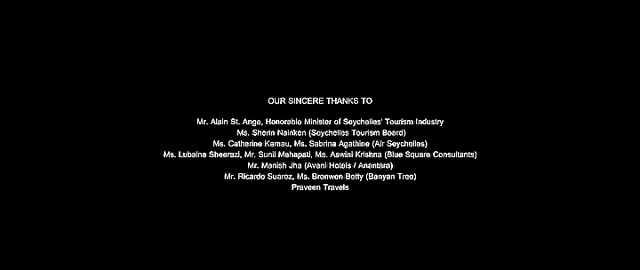 OUR SINCERE THANKS TO
Mr. Alain St. Ange, Honorable Minister of Seychelles' Tourism Industry
Ms. Sherin Naiken (Seychelles Tourism Board)
Ms. Catherine Kamau, Ms. Sabrina Agathine (Air Seychelles)
Ms. Lubaina Sheerazi, Mr. Sunil Mahapati, Ms. Aswini Krishna (Blue Square Consultants)
Mr. Manish Jha (Avani Hotels / Anantara)
Mr. Ricardo Suarez, Ms. Bronwen Betty (Banyan Tree)
Praveen Travels